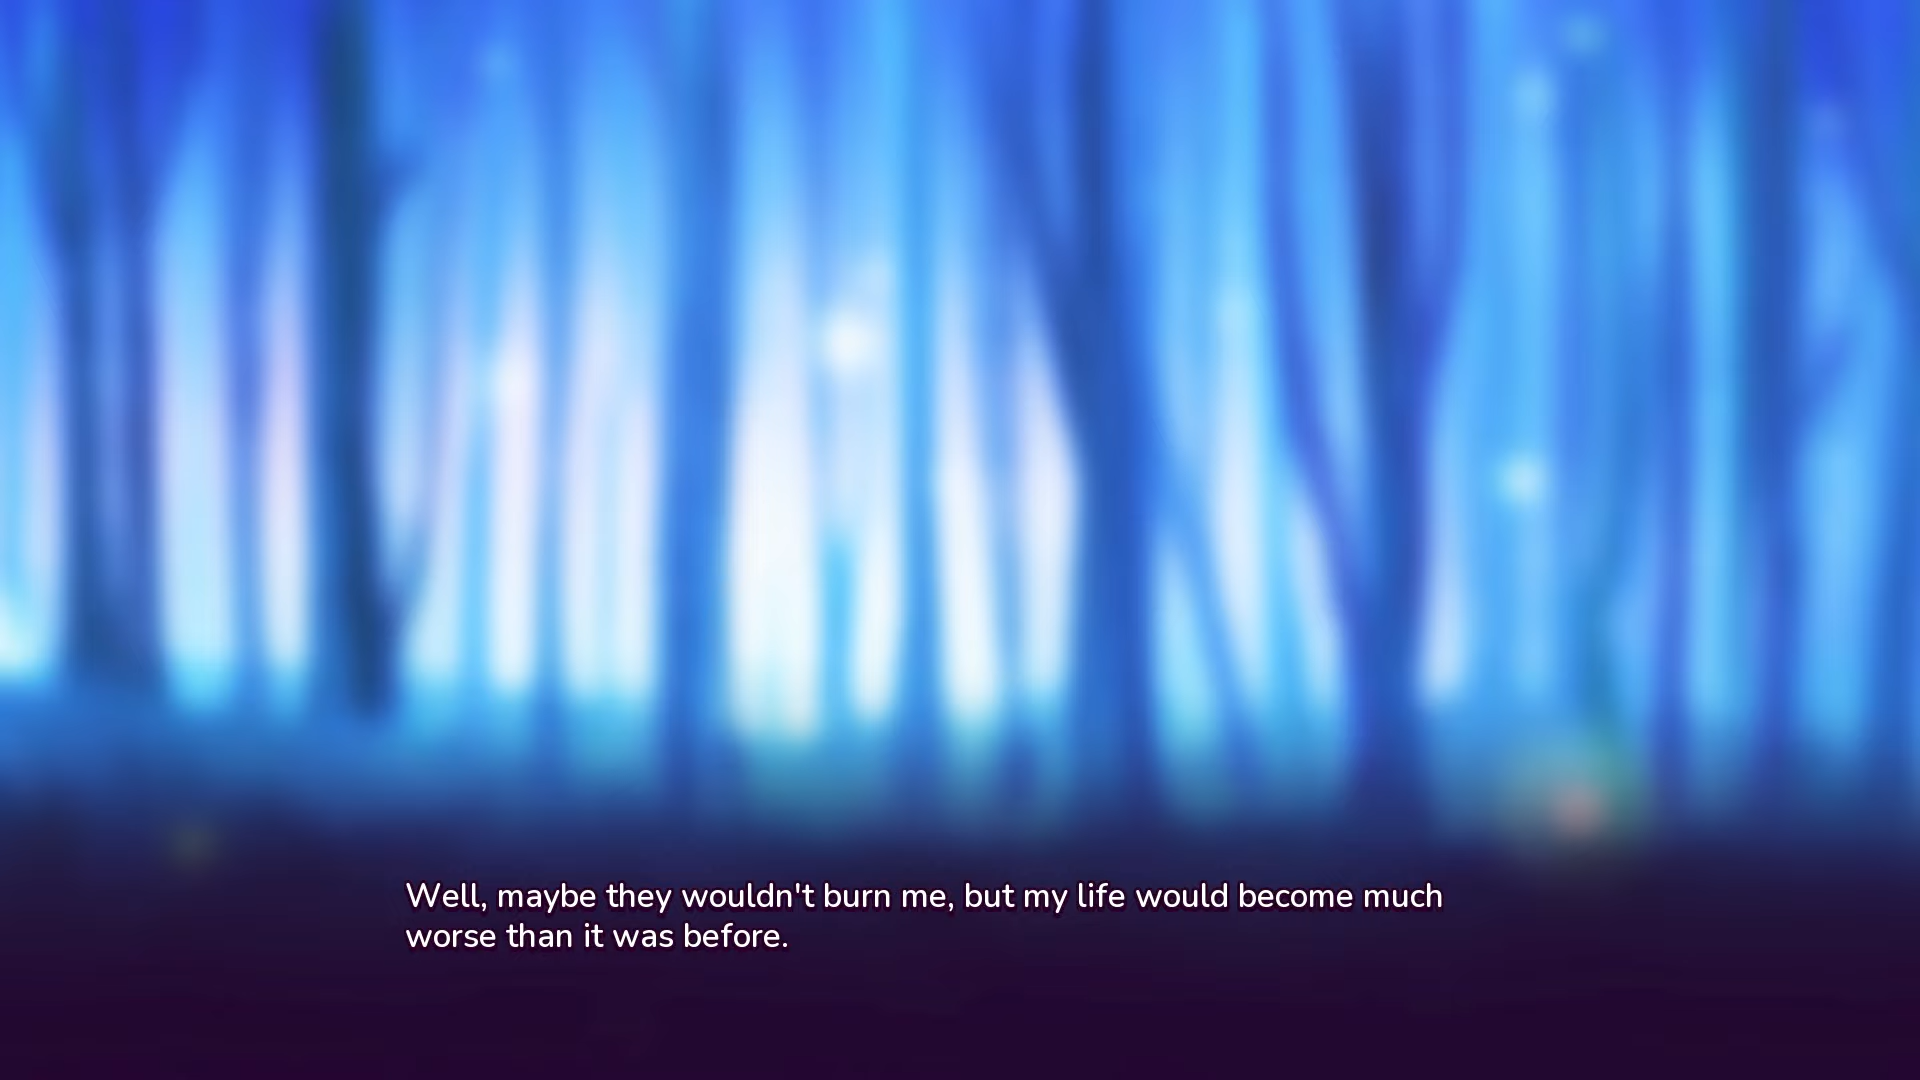 Well, maybe they wouldn't burn me, but my life would become much
worse than it was before.